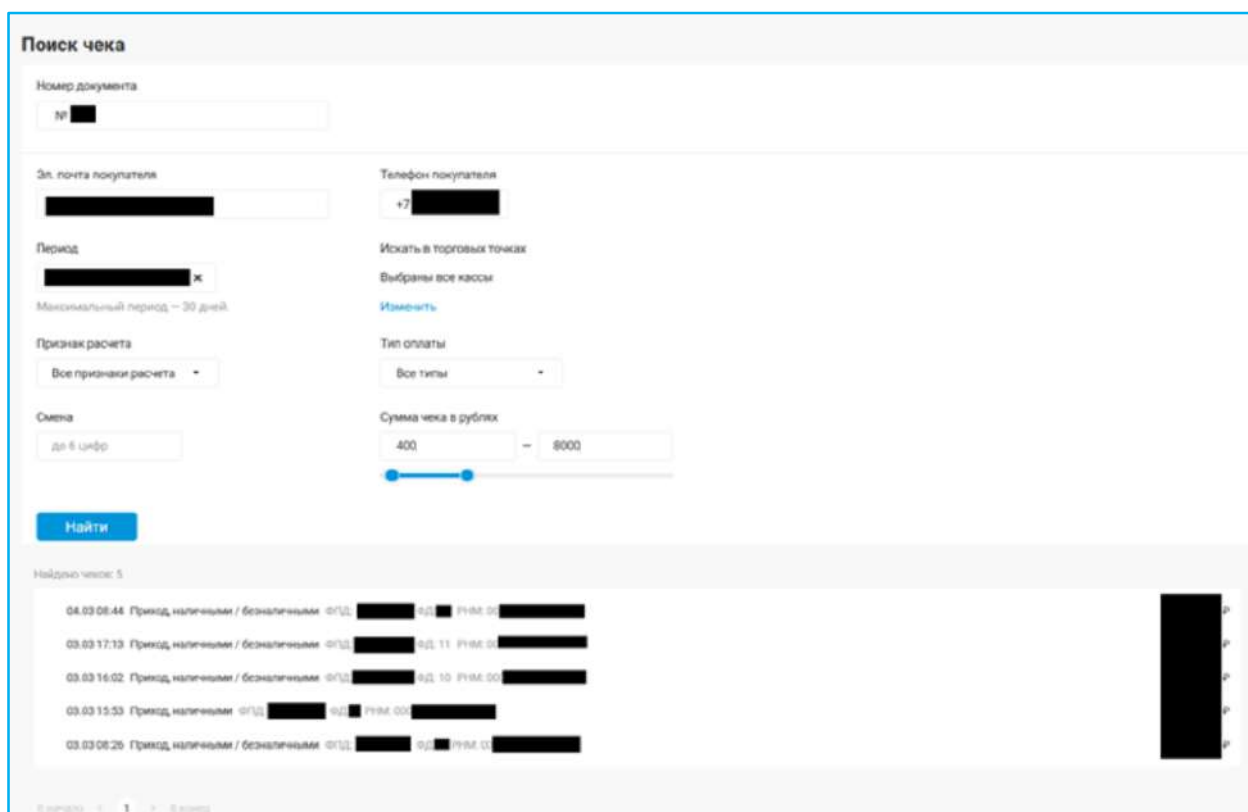 Поиск чека
Номер документа
№
Эл. почта покупателя
Телефон покупателя
+7
Период
Искать в торговых точках
×
Выбраны все кассы
Максимальный период — 30 дней.
Изменить
Признак расчета
Тип оплаты
Все признаки расчета
Все типы
Смена
Сумма чека в рублях
до 6 цифр
400 — 8000
Найти
Найдено чеков: 5
04.03 08:44 Приход, наличными / безналичными ФПД: ФД: РНМ: 00 ₽
03.03 17:13 Приход, наличными / безналичными ФПД: ФД: 11 РНМ: 00 ₽
03.03 16:02 Приход, наличными / безналичными ФПД: ФД: 10 РНМ: 00 ₽
03.03 15:53 Приход, наличными ФПД: ФД: РНМ: 000 ₽
03.03 08:26 Приход, наличными / безналичными ФПД: ФД: РНМ: 00 ₽
В начало < 1 > В конец